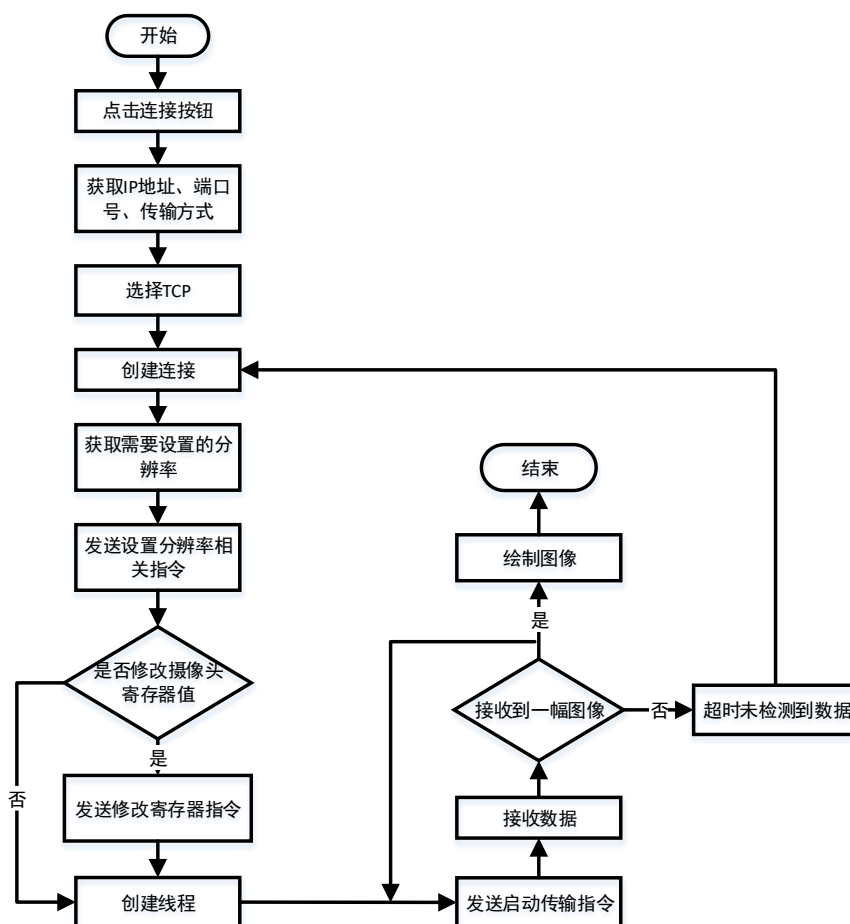 开始
点击连接按钮
获取IP地址、端口
号、传输方式
选择TCP
创建连接
获取需要设置的分
辨率
发送设置分辨率相
关指令
是否修改摄像头
寄存器值
是
否
发送修改寄存器指令
创建线程
结束
绘制图像
是
接收到一幅图像
否
超时未检测到数据
接收数据
发送启动传输指令